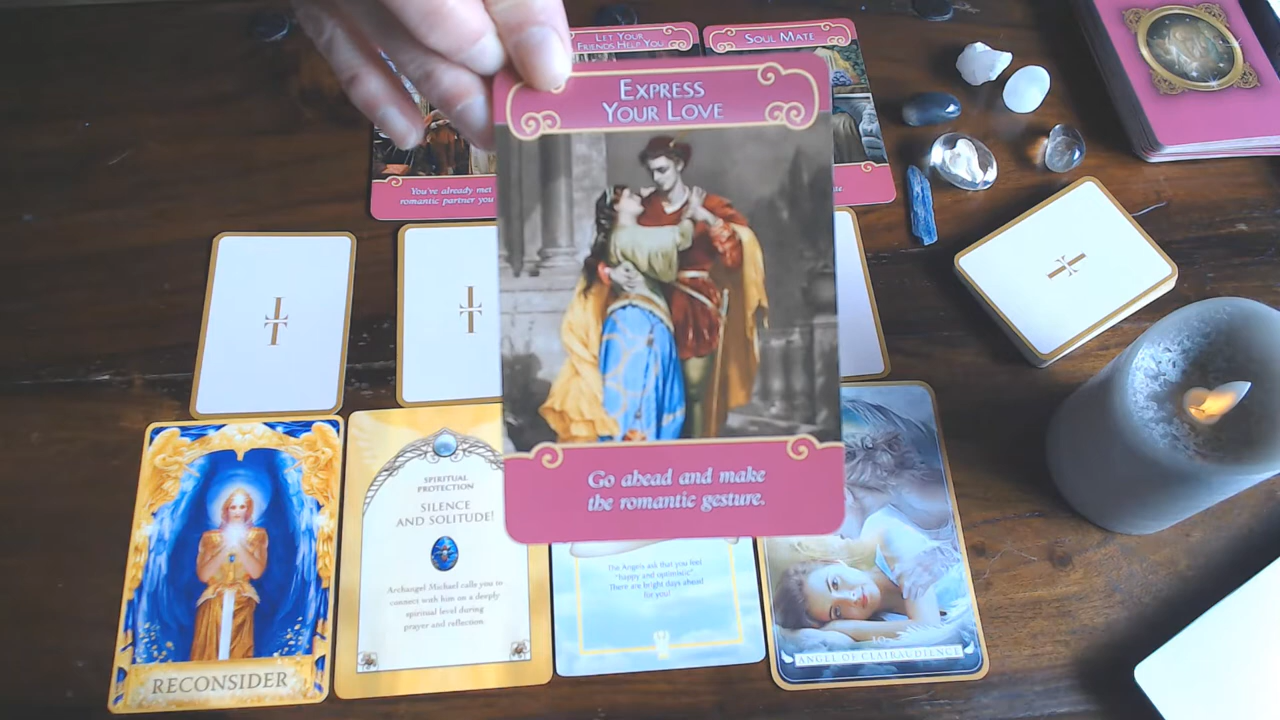 LET YOUR
FRIENDS HELP YOU
SOUL MATE
EXPRESS
YOUR LOVE
You've already met
romantic partner you
Go ahead and make
the romantic gesture.
RECONSIDER
SPIRITUAL
PROTECTION
SILENCE
AND SOLITUDE!
Archangel Michael calls you to
connect with him on a deeply
spiritual level during
prayer and reflection
The Angels ask that you feel
"happy and optimistic"
There are bright days ahead
for you!
ANGEL OF CLAIRAUDIENCE